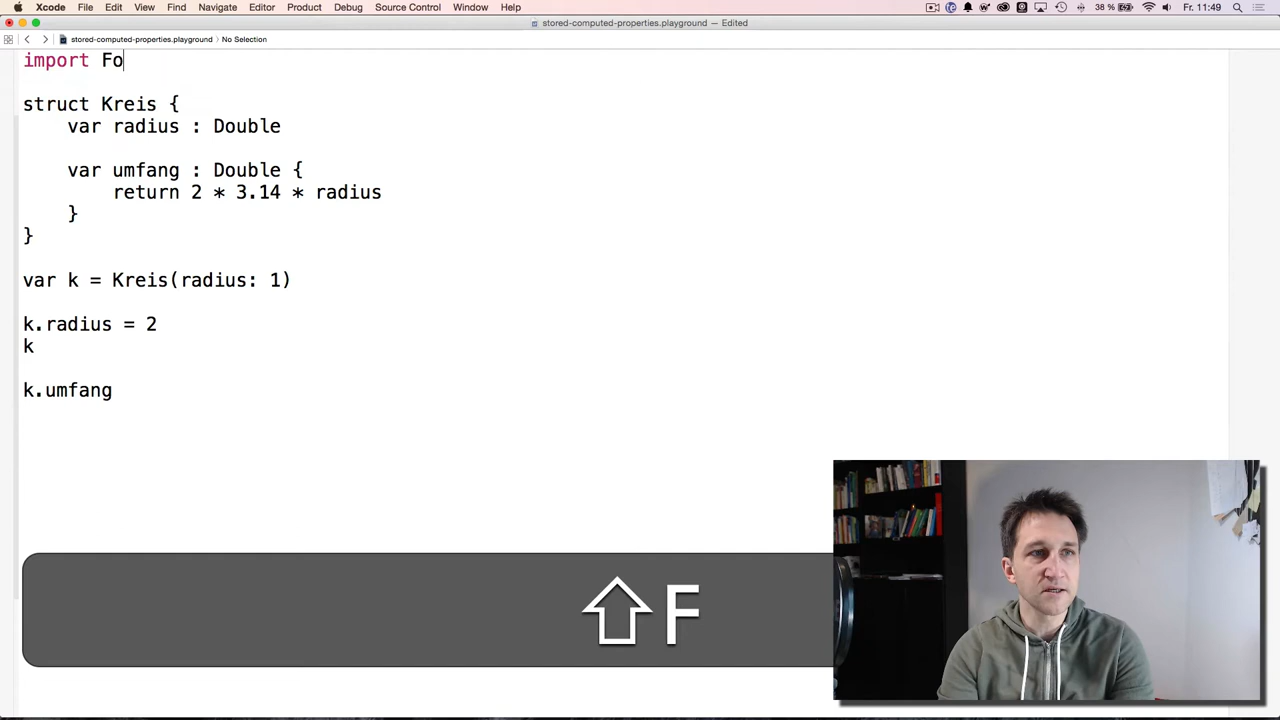 Xcode File Edit View Find Navigate Editor Product Debug Source Control Window Help 38 % Fr. 11:49
stored-computed-properties.playground — Edited
stored-computed-properties.playground › No Selection
import Fo
struct Kreis {
var radius : Double
var umfang : Double {
return 2 * 3.14 * radius
}
}
var k = Kreis(radius: 1)
k.radius = 2
k
k.umfang
⇧F